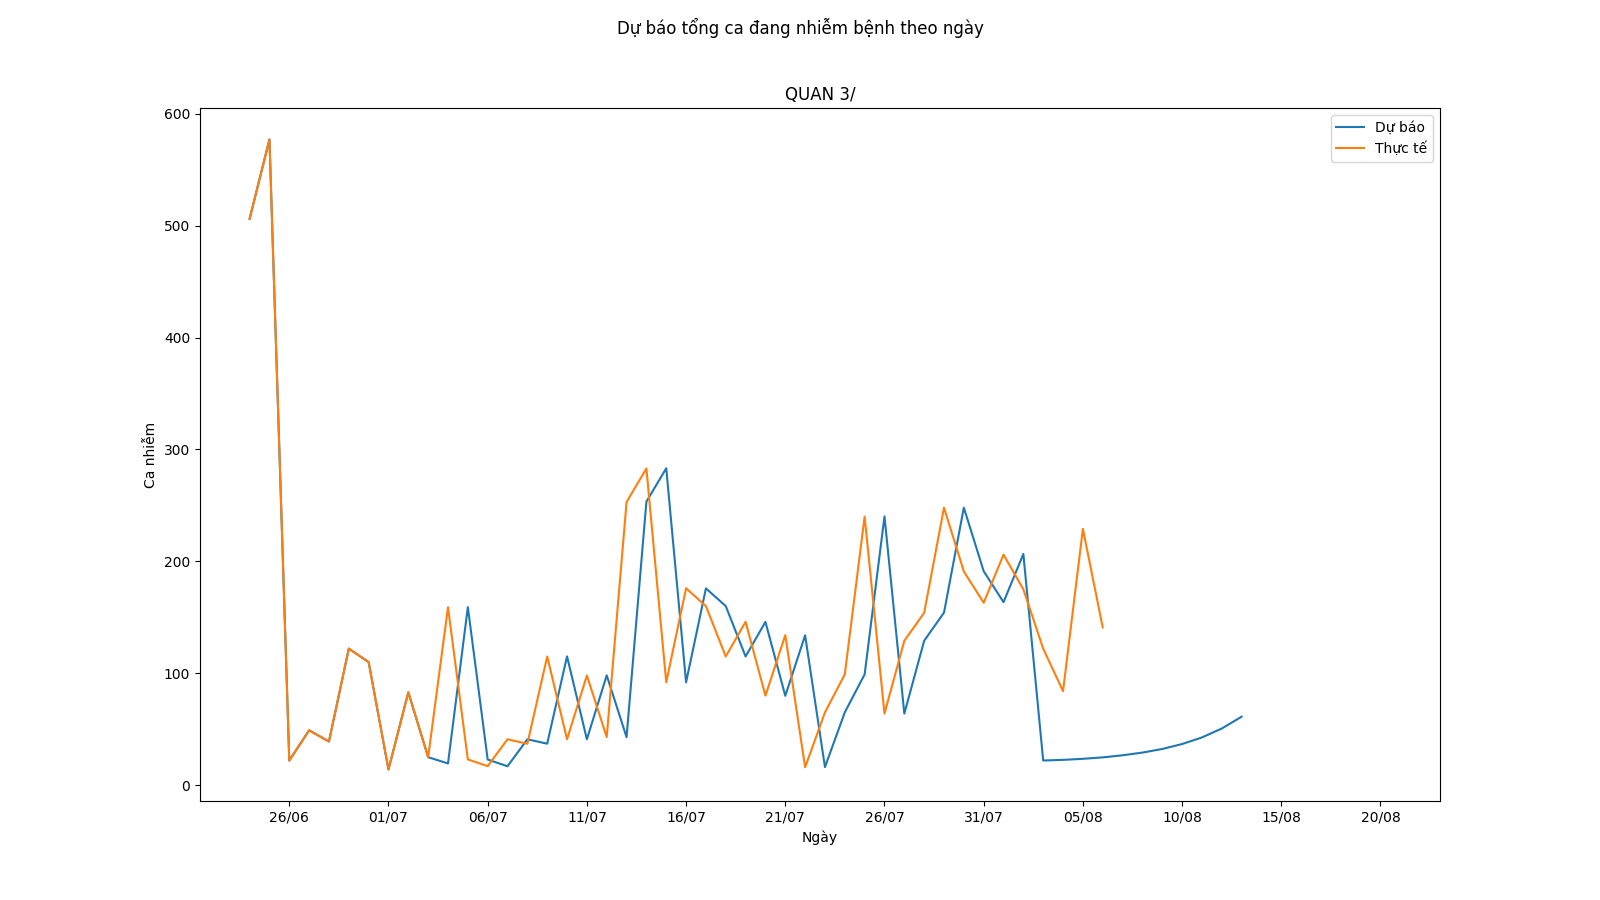 Dự báo tổng ca đang nhiễm bệnh theo ngày
QUAN 3/
Dự báo
Thực tế
600
500
400
300
200
100
0
Ca nhiễm
26/06 01/07 06/07 11/07 16/07 21/07 26/07 31/07 05/08 10/08 15/08 20/08
Ngày